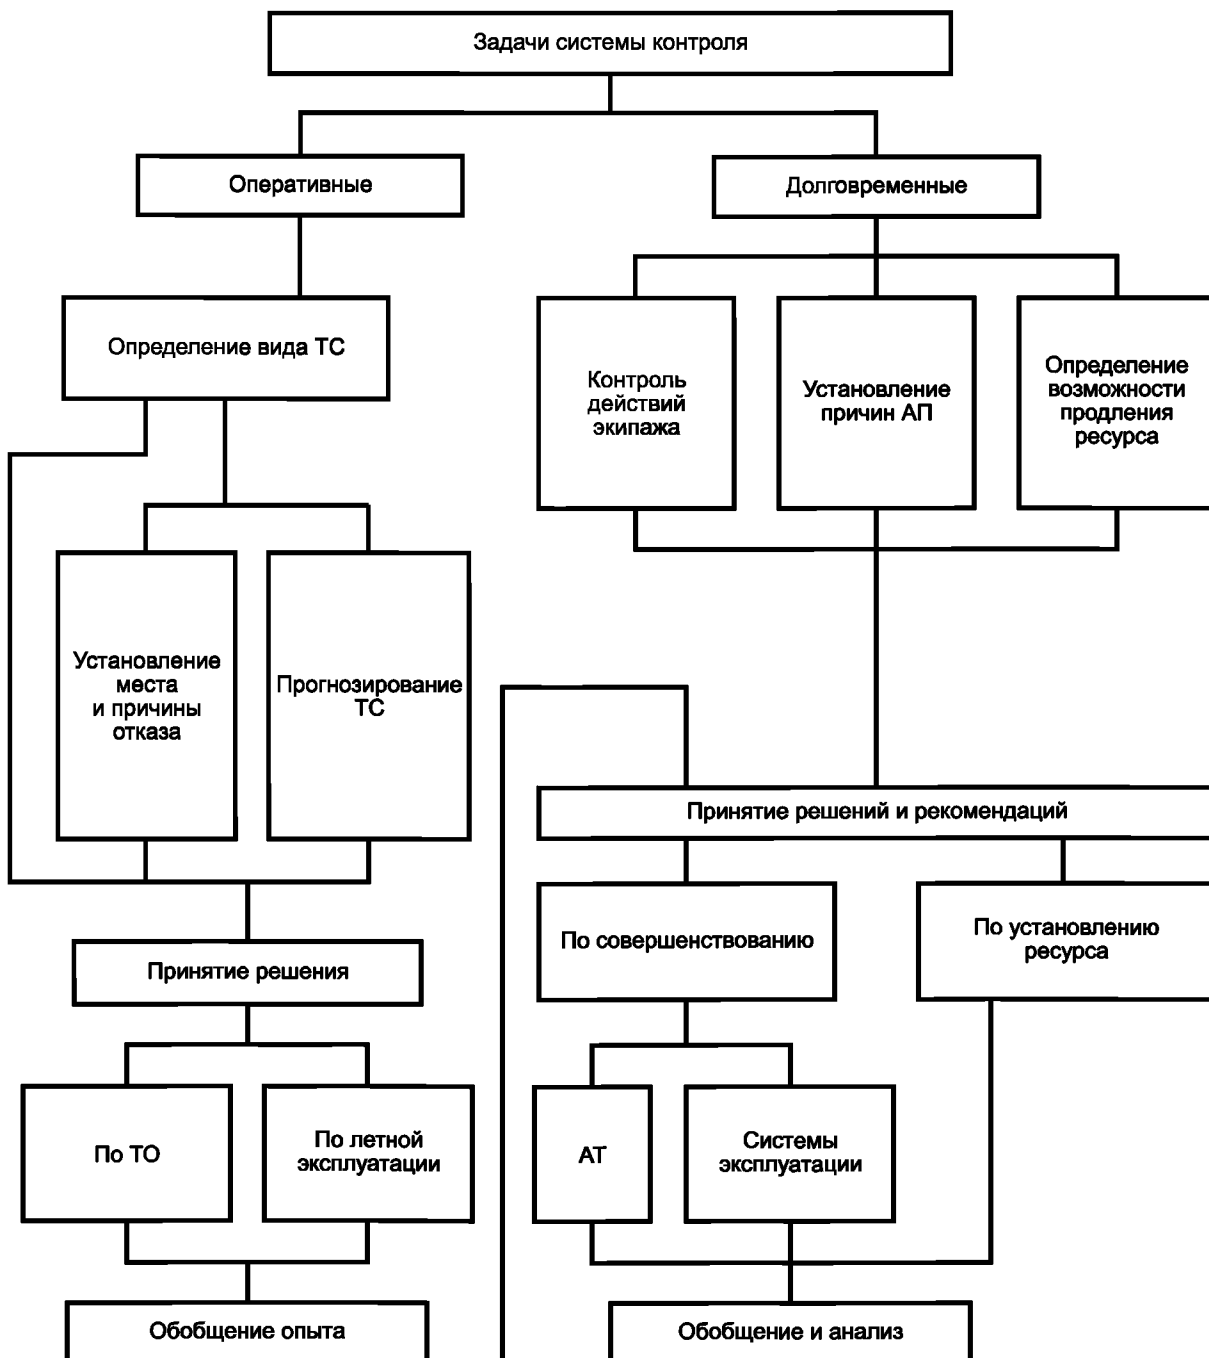 Задачи системы контроля
Оперативные
Долговременные
Определение вида ТС
Контроль
действий
экипажа
Установление
причин АП
Определение
возможности
продления
ресурса
Установление
места
и причины
отказа
Прогнозирование
ТС
Принятие решений и рекомендаций
По совершенствованию
По установлению
ресурса
Принятие решения
По ТО
По летной
эксплуатации
АТ
Системы
эксплуатации
Обобщение опыта
Обобщение и анализ